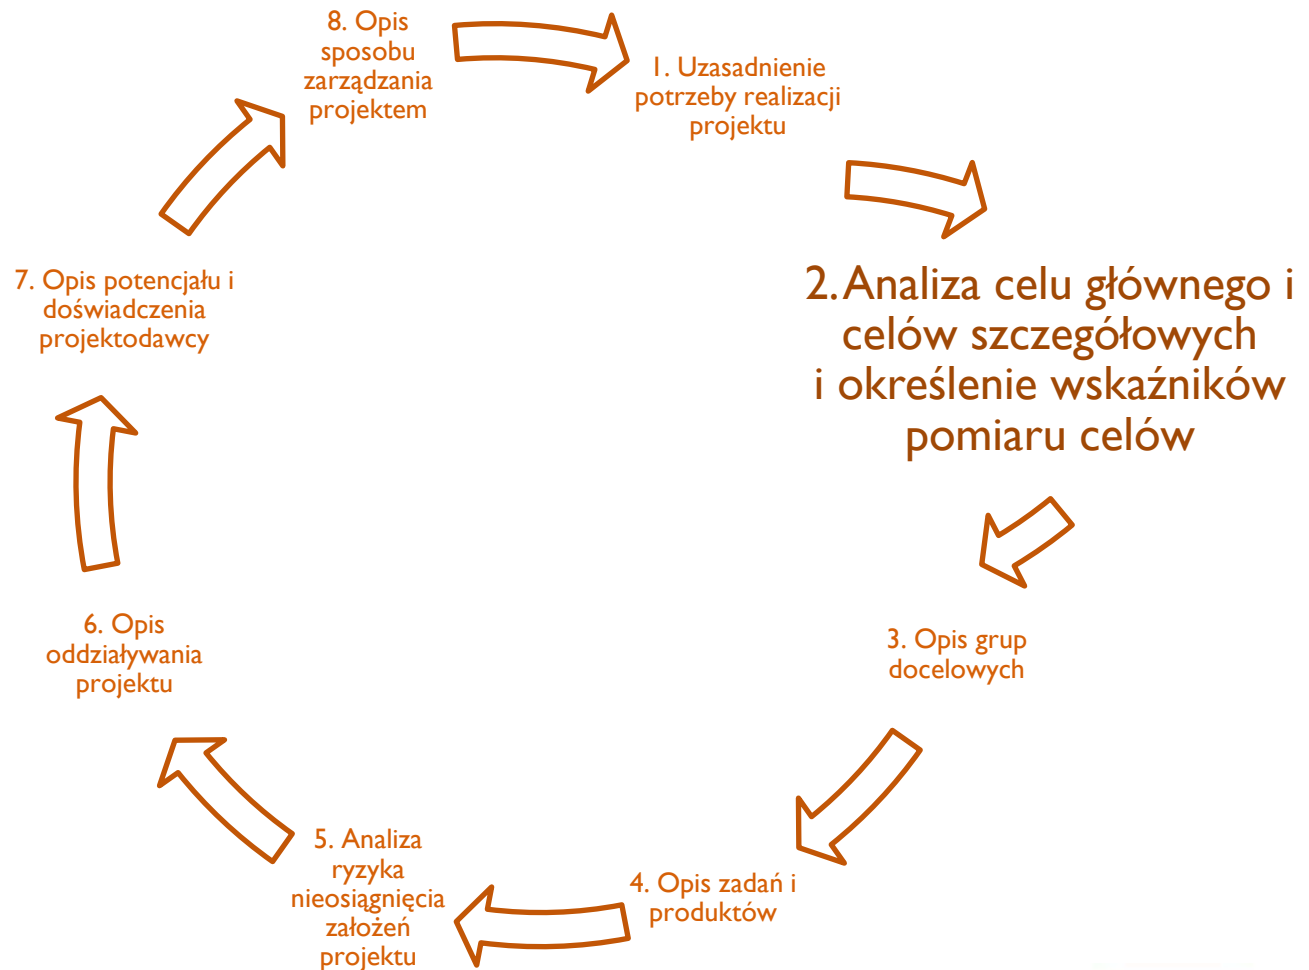 8. Opis
sposobu
zarządzania
projektem
1. Uzasadnienie
potrzeby realizacji
projektu
2. Analiza celu głównego i
celów szczegółowych
i określenie wskaźników
pomiaru celów
3. Opis grup
docelowych
4. Opis zadań i
produktów
5. Analiza
ryzyka
nieosiągnięcia
założeń
projektu
6. Opis
oddziaływania
projektu
7. Opis potencjału i
doświadczenia
projektodawcy